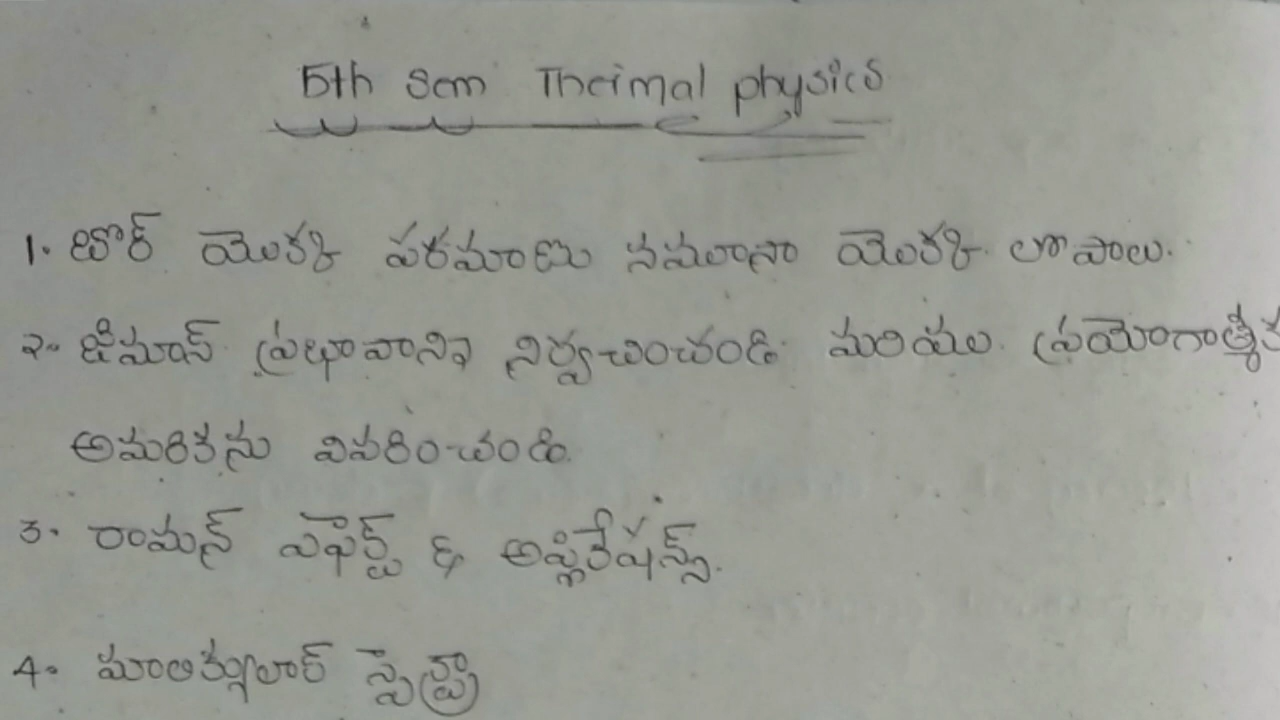 5th Sem Thermal physics
1. బోర్ యొక్క పరమాణు నమూనా యొక్క లోపాలు.
2. జీమాన్ ప్రభావాన్ని నిర్వచించండి మరియు ప్రయోగాత్మక
అమరికను వివరించండి.
3. రామన్ ఎఫెక్ట్ & అప్లికేషన్స్.
4. మాలిక్యులార్ స్పెక్ట్రా